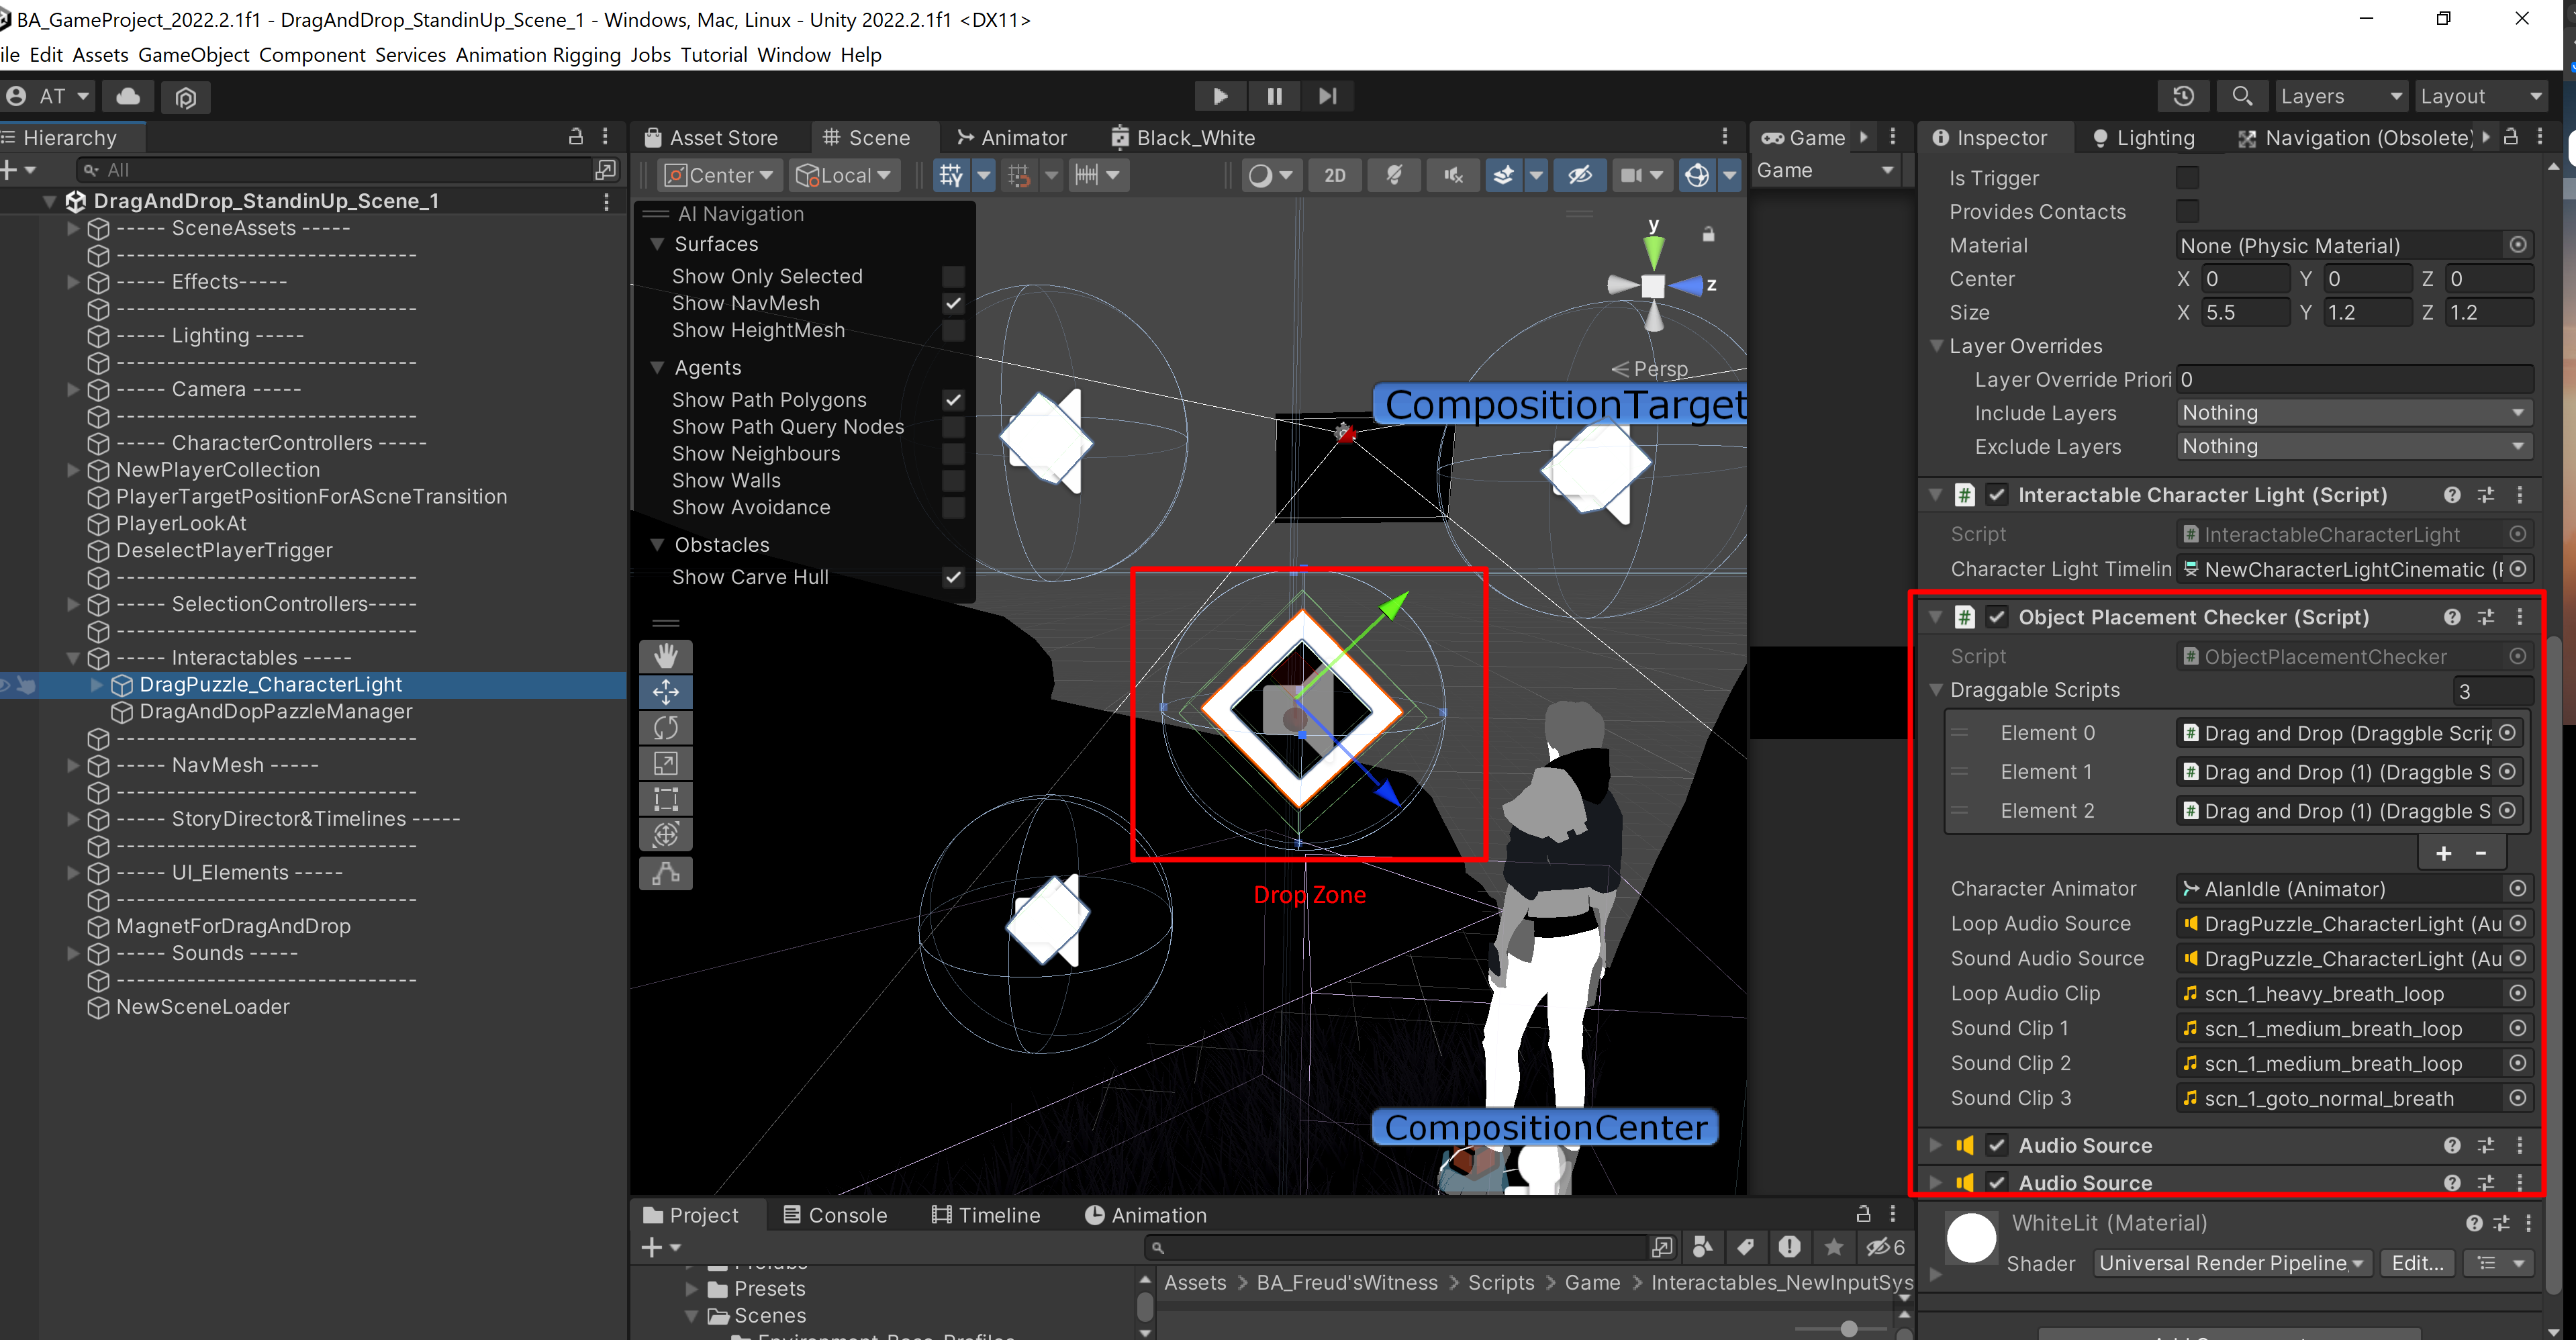 BA_GameProject_2022.2.1f1 - DragAndDrop_StandinUp_Scene_1 - Windows, Mac, Linux - Unity 2022.2.1f1 <DX11>
ile Edit Assets GameObject Component Services Animation Rigging Jobs Tutorial Window Help
AT Layers Layout
Hierarchy
All
DragAndDrop_StandinUp_Scene_1
----- SceneAssets -----
------------------------------
----- Effects-----
------------------------------
----- Lighting -----
------------------------------
----- Camera -----
------------------------------
----- CharacterControllers -----
NewPlayerCollection
PlayerTargetPositionForAScneTransition
PlayerLookAt
DeselectPlayerTrigger
------------------------------
----- SelectionControllers-----
------------------------------
----- Interactables -----
DragPuzzle_CharacterLight
DragAndDopPazzleManager
------------------------------
----- NavMesh -----
------------------------------
----- StoryDirector&Timelines -----
------------------------------
----- UI_Elements -----
------------------------------
MagnetForDragAndDrop
----- Sounds -----
------------------------------
NewSceneLoader
Asset Store Scene Animator Black_White
Center Local 2D
AI Navigation
Surfaces
Show Only Selected
Show NavMesh
Show HeightMesh
Agents
Show Path Polygons
Show Path Query Nodes
Show Neighbours
Show Walls
Show Avoidance
Obstacles
Show Carve Hull
y
z
Persp
CompositionTarget
Drop Zone
CompositionCenter
Game
Game
Project Console Timeline Animation
6
Presets
Scenes
Assets > BA_Freud'sWitness > Scripts > Game > Interactables_NewInputSys
Inspector Lighting Navigation (Obsolete)
Is Trigger
Provides Contacts
Material None (Physic Material)
Center X 0 Y 0 Z 0
Size X 5.5 Y 1.2 Z 1.2
Layer Overrides
Layer Override Priori 0
Include Layers Nothing
Exclude Layers Nothing
# Interactable Character Light (Script)
Script # InteractableCharacterLight
Character Light Timelin NewCharacterLightCinematic (
# Object Placement Checker (Script)
Script # ObjectPlacementChecker
Draggable Scripts 3
Element 0 # Drag and Drop (Draggble Scrip
Element 1 # Drag and Drop (1) (Draggble S
Element 2 # Drag and Drop (1) (Draggble S
+ -
Character Animator AlanIdle (Animator)
Loop Audio Source DragPuzzle_CharacterLight (Au
Sound Audio Source DragPuzzle_CharacterLight (Au
Loop Audio Clip scn_1_heavy_breath_loop
Sound Clip 1 scn_1_medium_breath_loop
Sound Clip 2 scn_1_medium_breath_loop
Sound Clip 3 scn_1_goto_normal_breath
Audio Source
Audio Source
WhiteLit (Material)
Shader Universal Render Pipeline Edit...